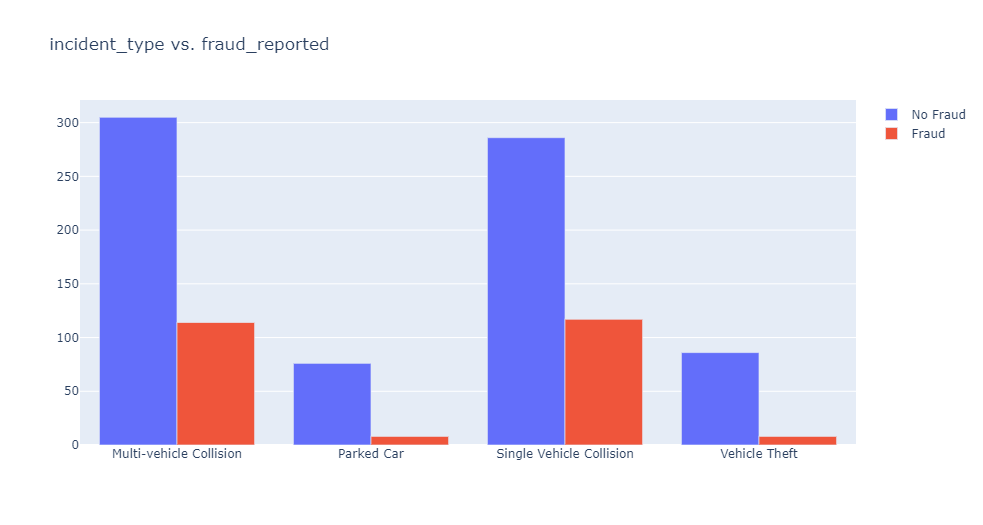 incident_type vs. fraud_reported
No Fraud
Fraud
300
250
200
150
100
50
0
Multi-vehicle Collision
Parked Car
Single Vehicle Collision
Vehicle Theft